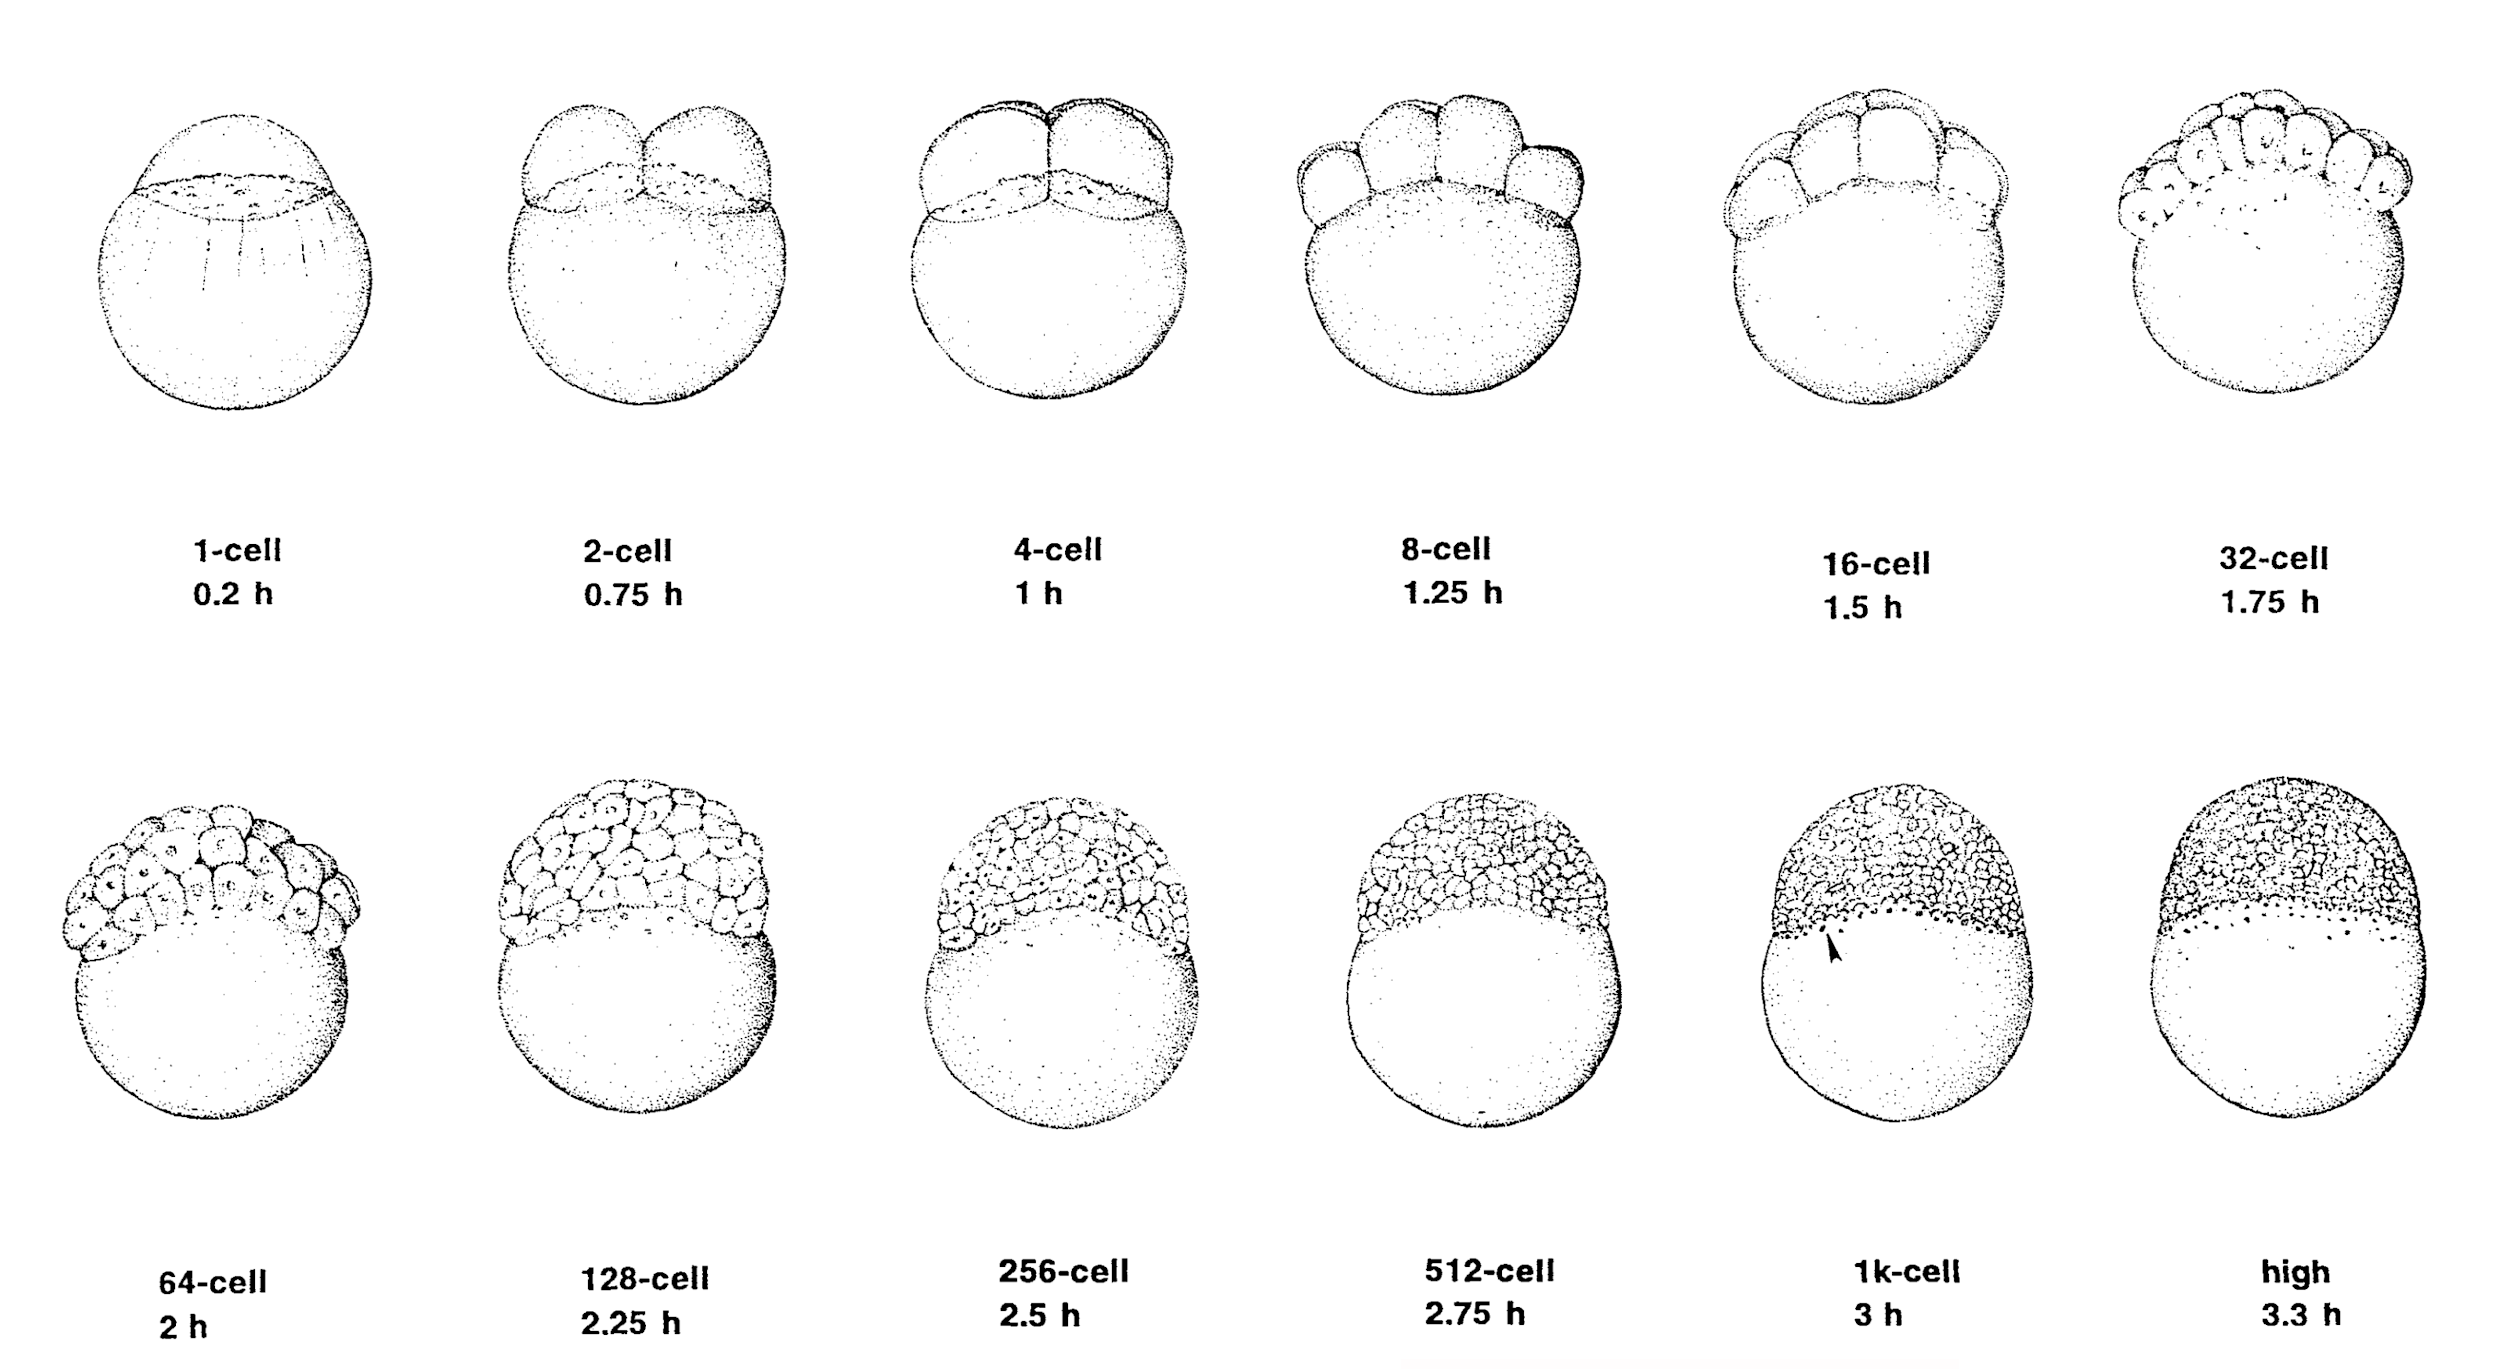 1-cell
0.2 h
2-cell
0.75 h
4-cell
1 h
8-cell
1.25 h
16-cell
1.5 h
32-cell
1.75 h
64-cell
2 h
128-cell
2.25 h
256-cell
2.5 h
512-cell
2.75 h
1k-cell
3 h
high
3.3 h